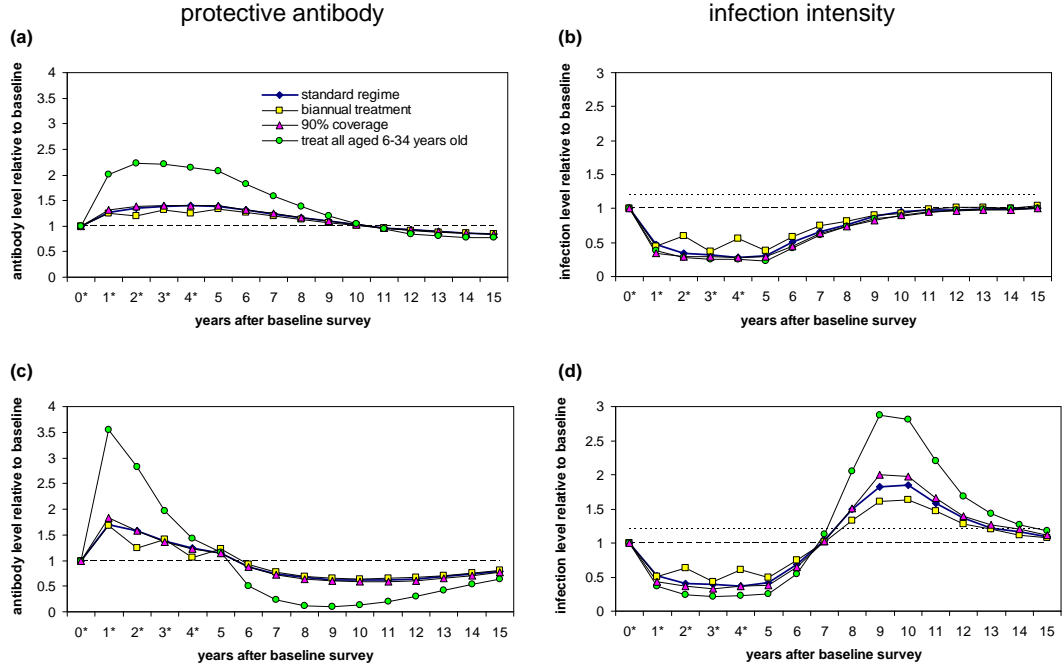 protective antibody
infection intensity
(a)
antibody level relative to baseline
4
3.5
3
2.5
2
1.5
1
0.5
0
standard regime
biannual treatment
90% coverage
treat all aged 6-34 years old
0* 1* 2* 3* 4* 5 6 7 8 9 10 11 12 13 14 15
years after baseline survey
(b)
infection level relative to baseline
3
2.5
2
1.5
1
0.5
0
0* 1* 2* 3* 4* 5 6 7 8 9 10 11 12 13 14 15
years after baseline survey
(c)
antibody level relative to baseline
4
3.5
3
2.5
2
1.5
1
0.5
0
0* 1* 2* 3* 4* 5 6 7 8 9 10 11 12 13 14 15
years after baseline survey
(d)
infection level relative to baseline
3
2.5
2
1.5
1
0.5
0
0* 1* 2* 3* 4* 5 6 7 8 9 10 11 12 13 14 15
years after baseline survey